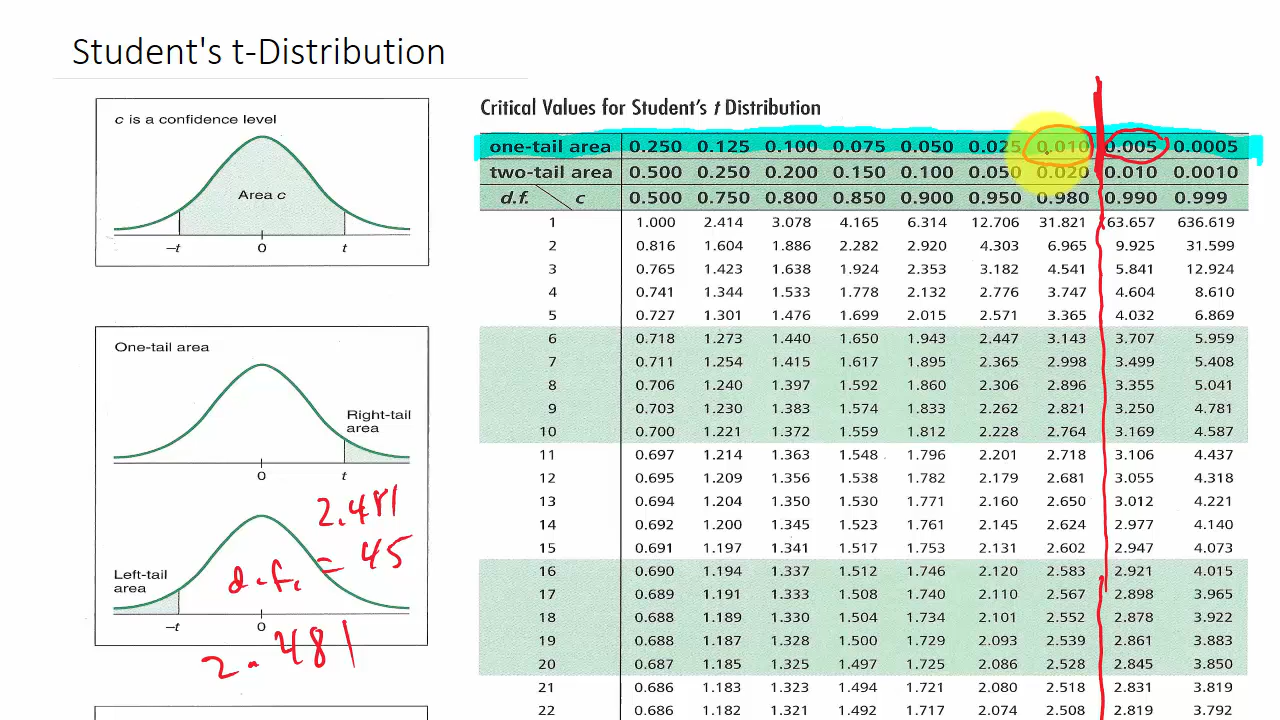 Student's t-Distribution
c is a confidence level
Area c
−t 0 t
One-tail area
Right-tail
area
0 t
2.481
d.f. = 45
Left-tail
area
−t 0
2.481
Critical Values for Student's t Distribution
one-tail area 0.250 0.125 0.100 0.075 0.050 0.025 0.010 0.005 0.0005
two-tail area 0.500 0.250 0.200 0.150 0.100 0.050 0.020 0.010 0.0010
d.f. c 0.500 0.750 0.800 0.850 0.900 0.950 0.980 0.990 0.999
1 1.000 2.414 3.078 4.165 6.314 12.706 31.821 63.657 636.619
2 0.816 1.604 1.886 2.282 2.920 4.303 6.965 9.925 31.599
3 0.765 1.423 1.638 1.924 2.353 3.182 4.541 5.841 12.924
4 0.741 1.344 1.533 1.778 2.132 2.776 3.747 4.604 8.610
5 0.727 1.301 1.476 1.699 2.015 2.571 3.365 4.032 6.869
6 0.718 1.273 1.440 1.650 1.943 2.447 3.143 3.707 5.959
7 0.711 1.254 1.415 1.617 1.895 2.365 2.998 3.499 5.408
8 0.706 1.240 1.397 1.592 1.860 2.306 2.896 3.355 5.041
9 0.703 1.230 1.383 1.574 1.833 2.262 2.821 3.250 4.781
10 0.700 1.221 1.372 1.559 1.812 2.228 2.764 3.169 4.587
11 0.697 1.214 1.363 1.548 1.796 2.201 2.718 3.106 4.437
12 0.695 1.209 1.356 1.538 1.782 2.179 2.681 3.055 4.318
13 0.694 1.204 1.350 1.530 1.771 2.160 2.650 3.012 4.221
14 0.692 1.200 1.345 1.523 1.761 2.145 2.624 2.977 4.140
15 0.691 1.197 1.341 1.517 1.753 2.131 2.602 2.947 4.073
16 0.690 1.194 1.337 1.512 1.746 2.120 2.583 2.921 4.015
17 0.689 1.191 1.333 1.508 1.740 2.110 2.567 2.898 3.965
18 0.688 1.189 1.330 1.504 1.734 2.101 2.552 2.878 3.922
19 0.688 1.187 1.328 1.500 1.729 2.093 2.539 2.861 3.883
20 0.687 1.185 1.325 1.497 1.725 2.086 2.528 2.845 3.850
21 0.686 1.183 1.323 1.494 1.721 2.080 2.518 2.831 3.819
22 0.686 1.182 1.321 1.492 1.717 2.074 2.508 2.819 3.792